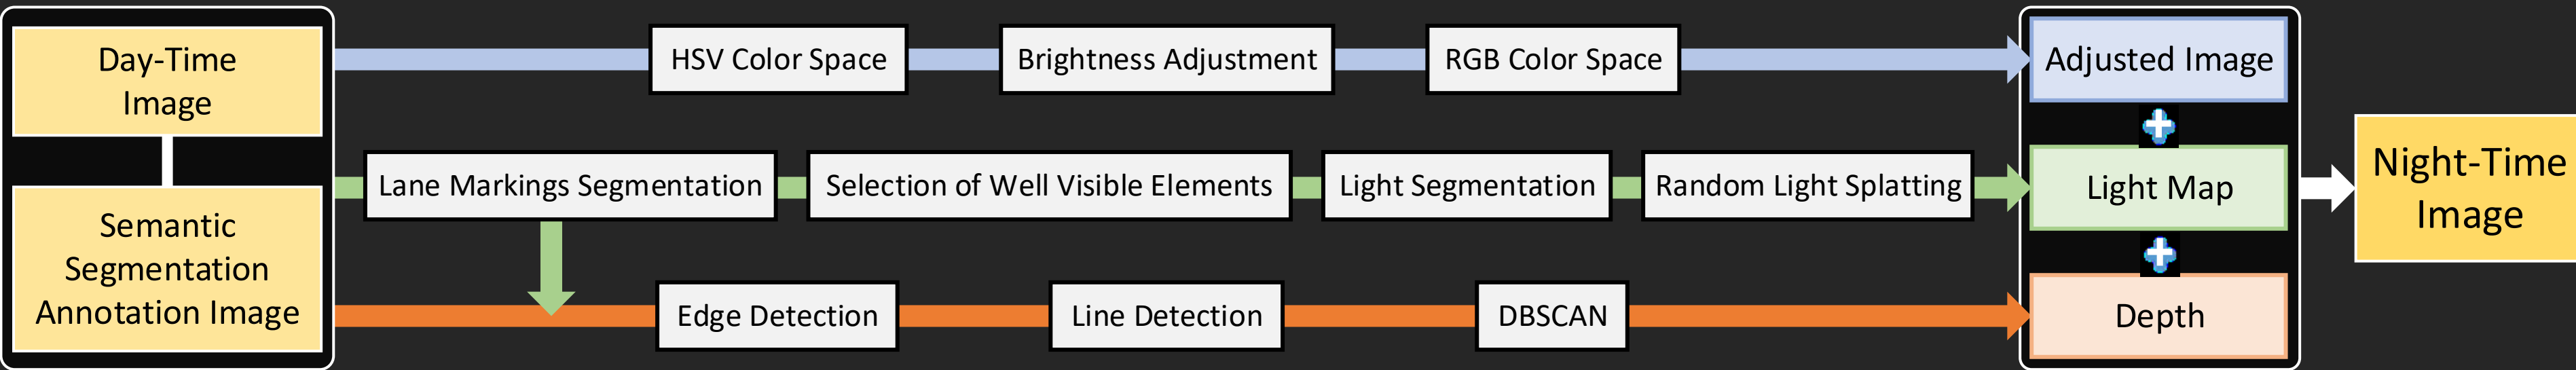 Day-Time
Image
Semantic
Segmentation
Annotation Image
HSV Color Space
Brightness Adjustment
RGB Color Space
Adjusted Image
Lane Markings Segmentation
Selection of Well Visible Elements
Light Segmentation
Random Light Splatting
Light Map
Edge Detection
Line Detection
DBSCAN
Depth
Night-Time
Image